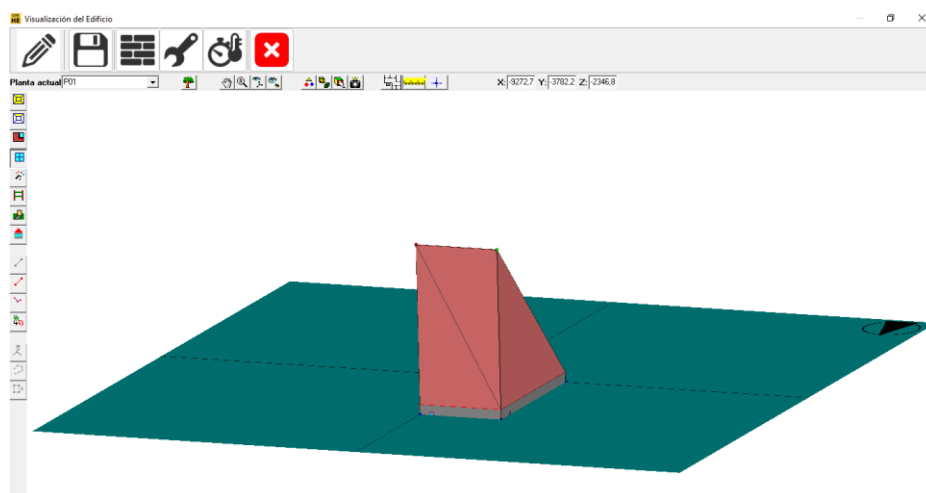 Visualización del Edificio
Planta actual P01 X: -9272,7 Y: -3782,2 Z: -2346,8